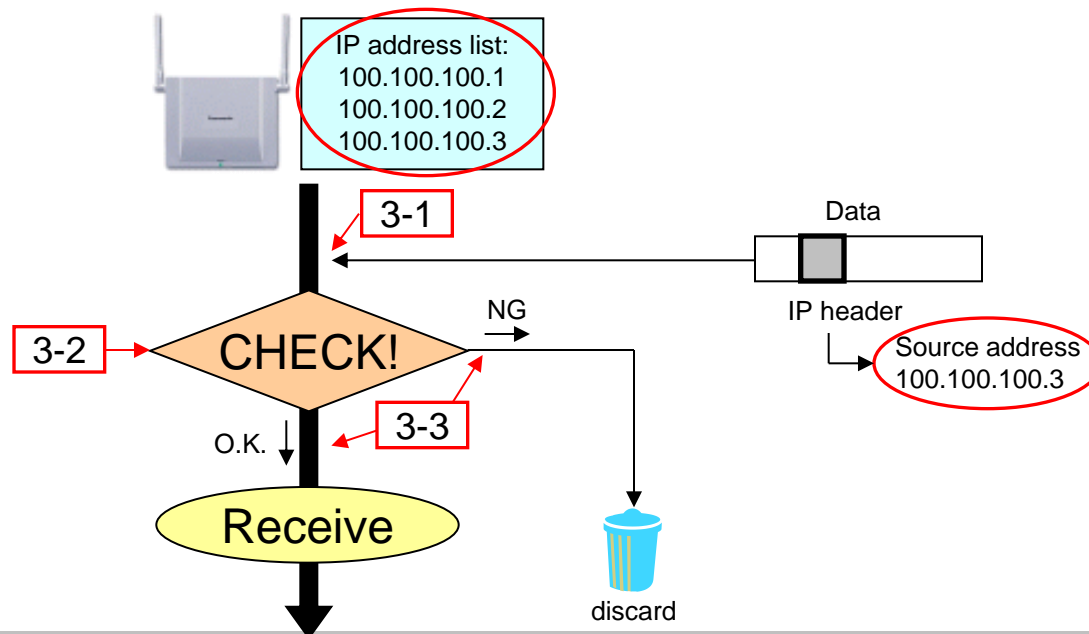 IP address list:
100.100.100.1
100.100.100.2
100.100.100.3
3-1
Data
IP header
Source address
100.100.100.3
3-2
CHECK!
NG
3-3
O.K.
Receive
discard